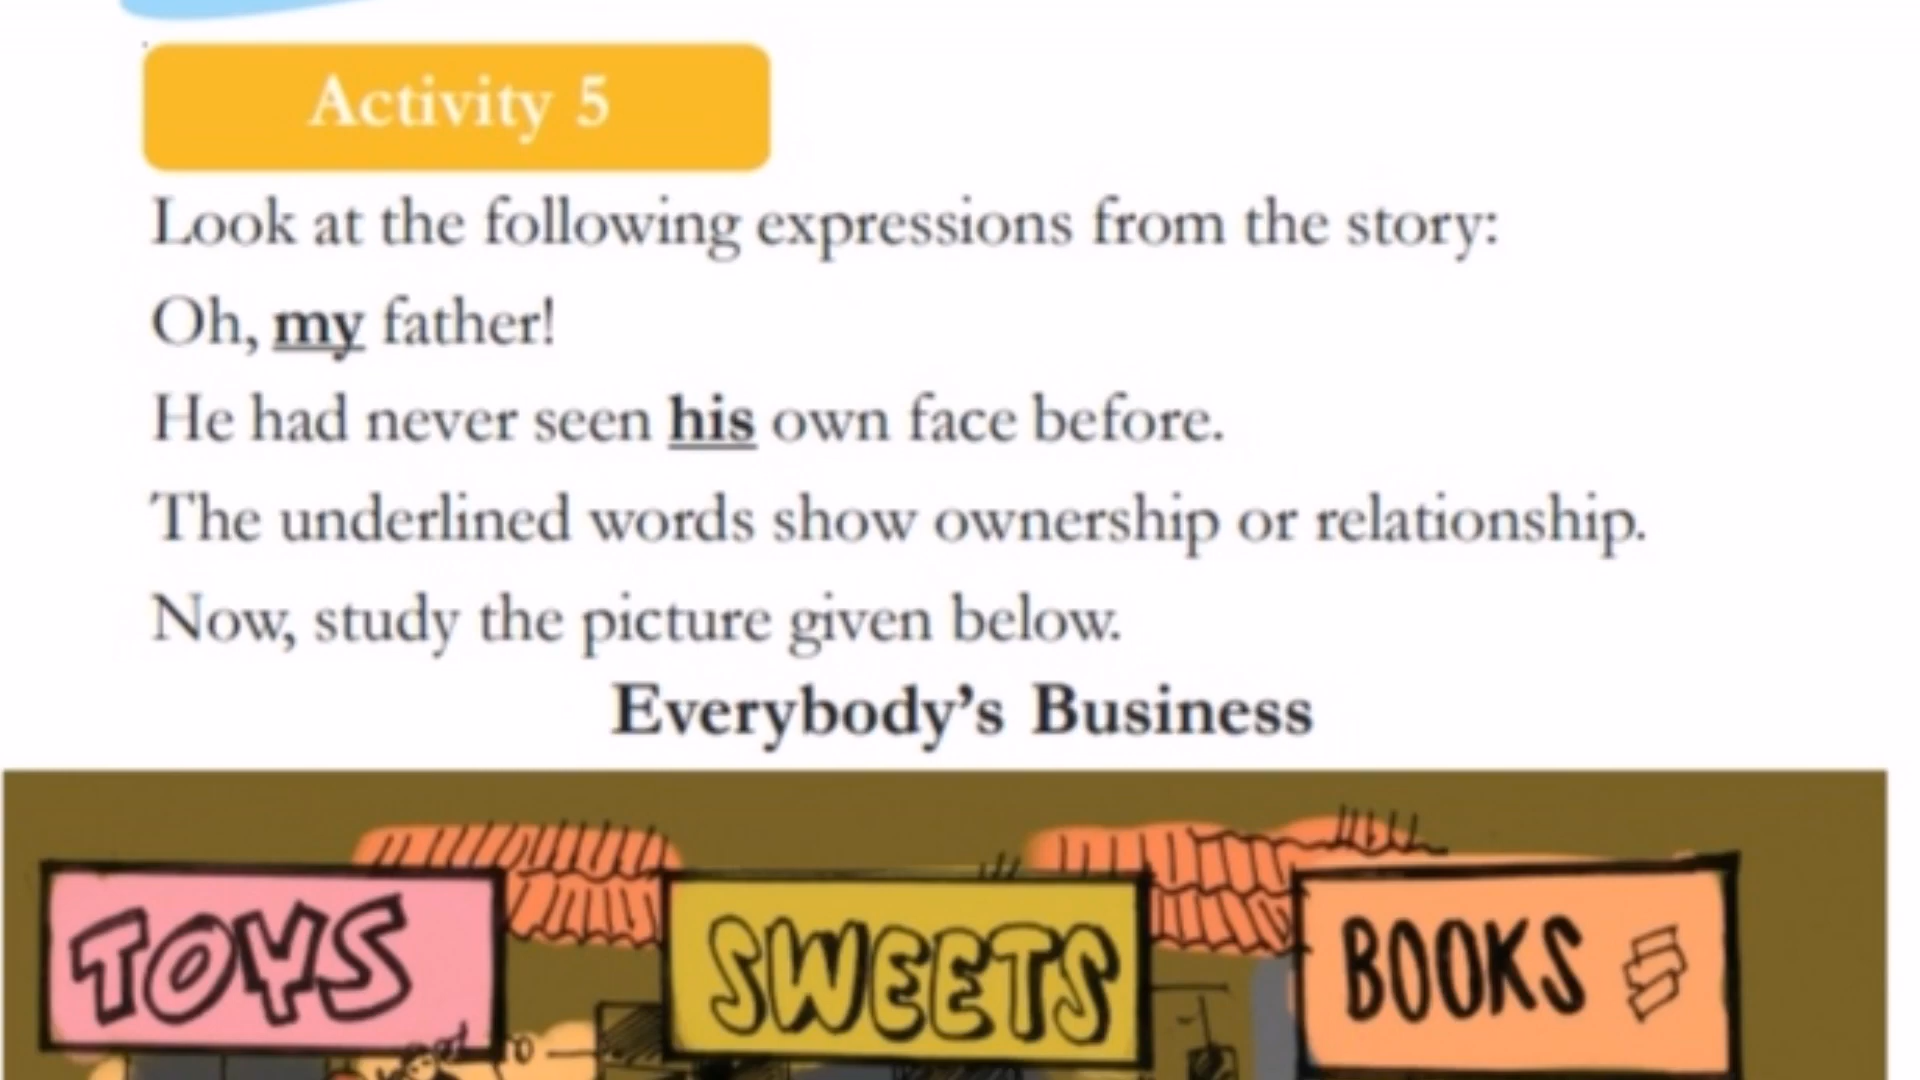 Activity 5
Look at the following expressions from the story:
Oh, my father!
He had never seen his own face before.
The underlined words show ownership or relationship.
Now, study the picture given below.
Everybody's Business
TOYS SWEETS BOOKS